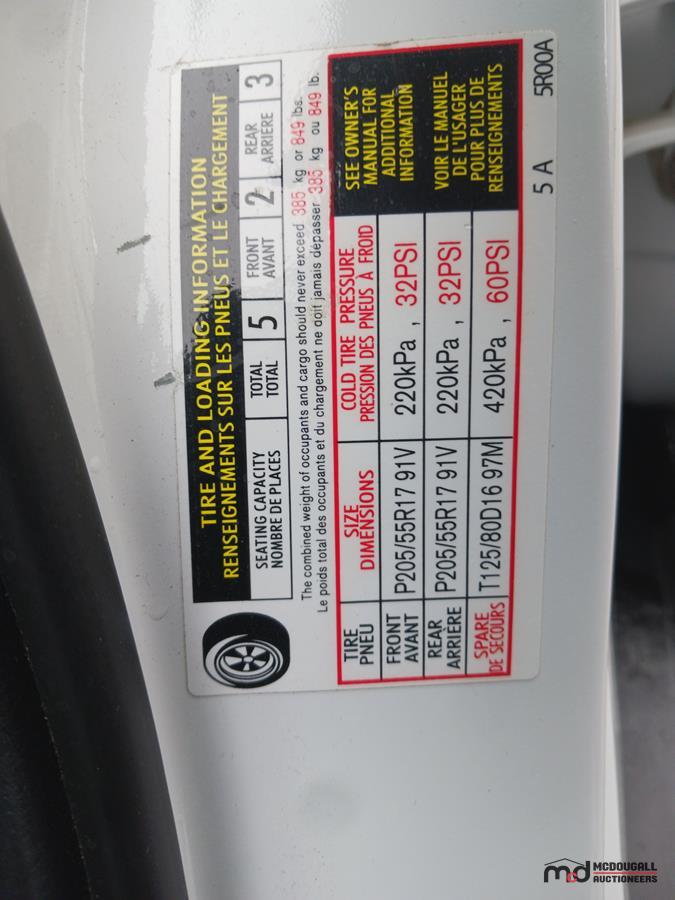 TIRE AND LOADING INFORMATION
RENSEIGNEMENTS SUR LES PNEUS ET LE CHARGEMENT
SEATING CAPACITY TOTAL 5 FRONT 2 REAR 3
NOMBRE DE PLACES TOTAL AVANT ARRIÈRE
The combined weight of occupants and cargo should never exceed 385 kg or 849 lbs.
Le poids total des occupants et du chargement ne doit jamais dépasser 385 kg ou 849 lb.
TIRE SIZE COLD TIRE PRESSURE
PNEU DIMENSIONS PRESSION DES PNEUS À FROID
FRONT P205/55R17 91V 220kPa , 32PSI
AVANT
REAR P205/55R17 91V 220kPa , 32PSI
ARRIÈRE
SPARE T125/80D16 97M 420kPa , 60PSI
DE SECOURS
SEE OWNER'S
MANUAL FOR
ADDITIONAL
INFORMATION
VOIR LE MANUEL
DE L'USAGER
POUR PLUS DE
RENSEIGNEMENTS
5 A 5R00A
mcd MCDOUGALL
AUCTIONEERS